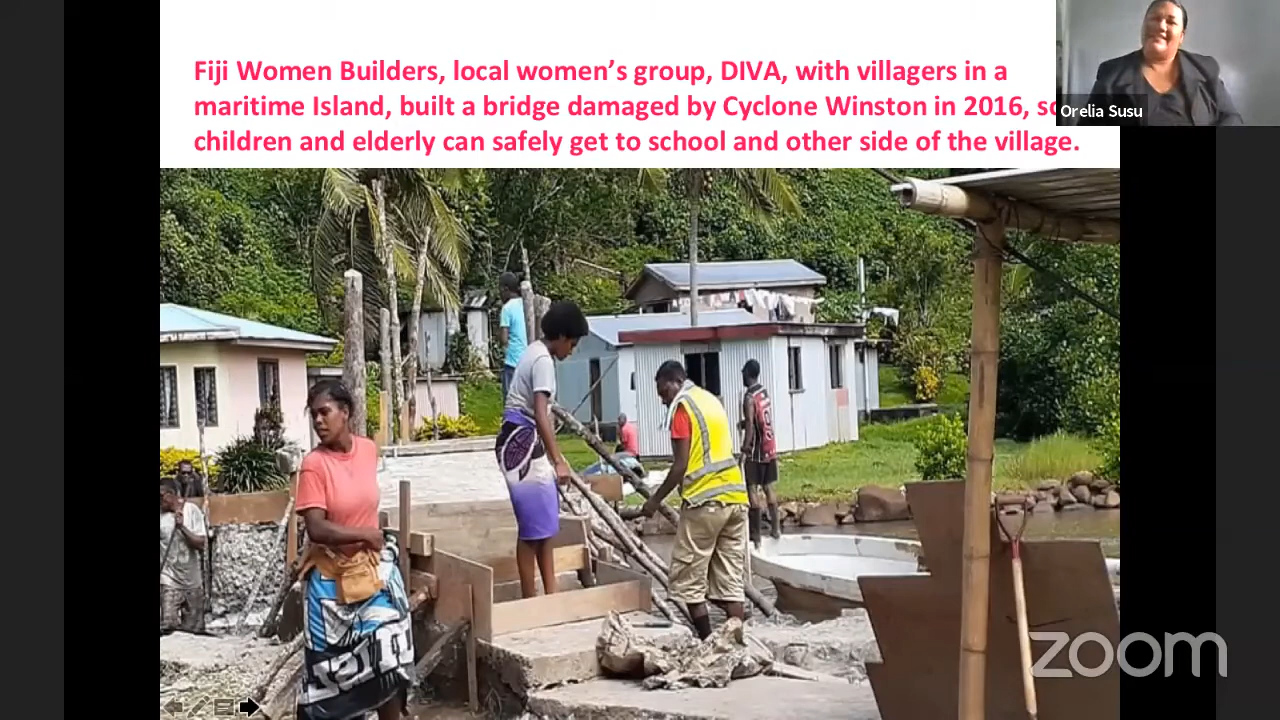 Fiji Women Builders, local women's group, DIVA, with villagers in a
maritime Island, built a bridge damaged by Cyclone Winston in 2016, so
children and elderly can safely get to school and other side of the village.
Orelia Susu
zoom